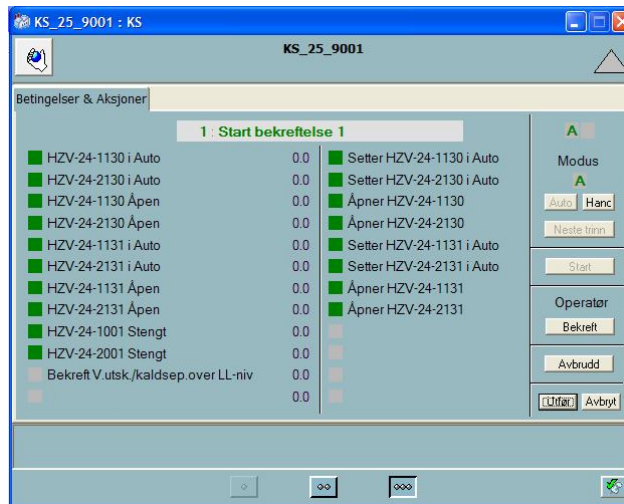 KS_25_9001 : KS
KS_25_9001
Betingelser & Aksjoner
1 : Start bekreftelse 1
A
HZV-24-1130 i Auto 0.0 Setter HZV-24-1130 i Auto
HZV-24-2130 i Auto 0.0 Setter HZV-24-2130 i Auto
HZV-24-1130 Åpen 0.0 Åpner HZV-24-1130
HZV-24-2130 Åpen 0.0 Åpner HZV-24-2130
HZV-24-1131 i Auto 0.0 Setter HZV-24-1131 i Auto
HZV-24-2131 i Auto 0.0 Setter HZV-24-2131 i Auto
HZV-24-1131 Åpen 0.0 Åpner HZV-24-1131
HZV-24-2131 Åpen 0.0 Åpner HZV-24-2131
HZV-24-1001 Stengt 0.0
HZV-24-2001 Stengt 0.0
Bekreft V.utsk./kaldsep.over LL-niv 0.0
0.0
Modus
A
Auto Hanc
Neste trinn
Start
Operatør
Bekreft
Avbrudd
Utfør Avbryt